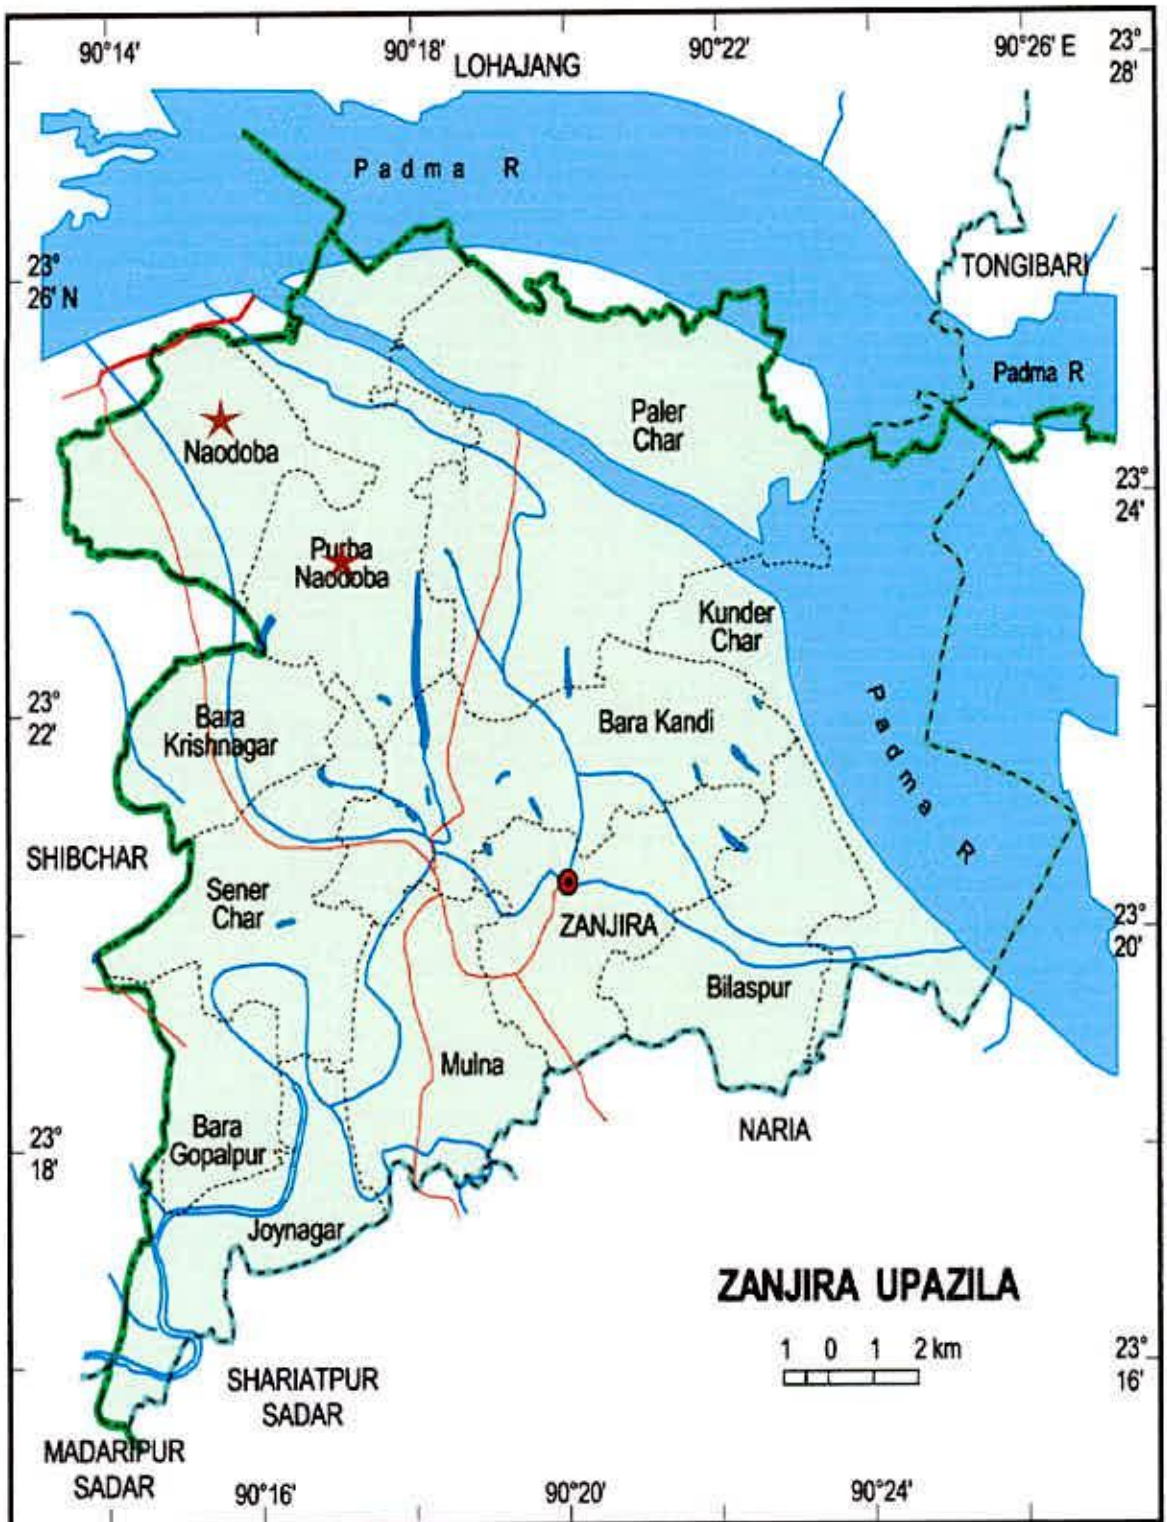 90°14'
90°18'
90°22'
90°26' E
23°
28'
LOHAJANG
Padma R
23°
26' N
TONGIBARI
Padma R
Paler
Char
Naodoba
23°
24'
Purba
Naodoba
Kunder
Char
23°
22'
Bara
Krishnagar
Bara Kandi
Padma R
SHIBCHAR
Sener
Char
ZANJIRA
23°
20'
Bilaspur
Mulna
23°
18'
Bara
Gopalpur
NARIA
Joynagar
ZANJIRA UPAZILA
1 0 1 2 km
23°
16'
SHARIATPUR
SADAR
MADARIPUR
SADAR
90°16'
90°20'
90°24'